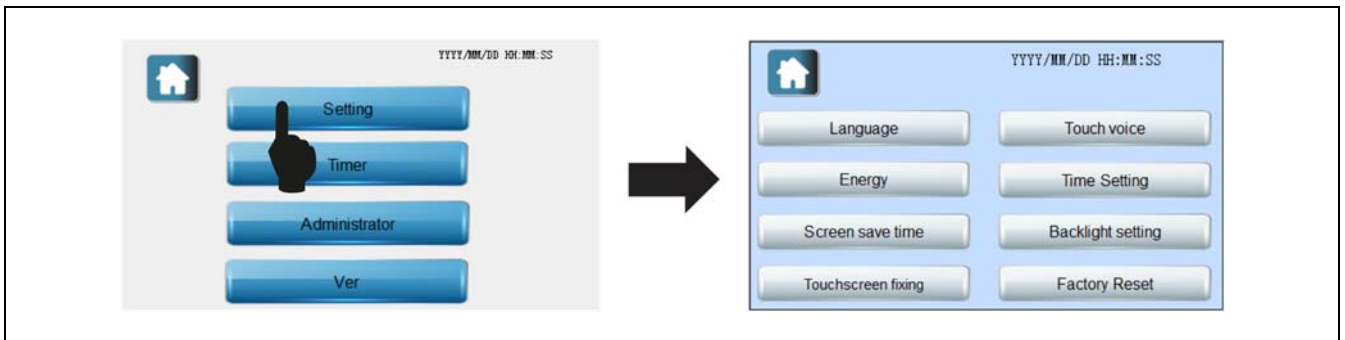 YYYY/MM/DD HH:MM:SS
Setting
Timer
Administrator
Ver
YYYY/MM/DD HH:MM:SS
Language
Touch voice
Energy
Time Setting
Screen save time
Backlight setting
Touchscreen fixing
Factory Reset